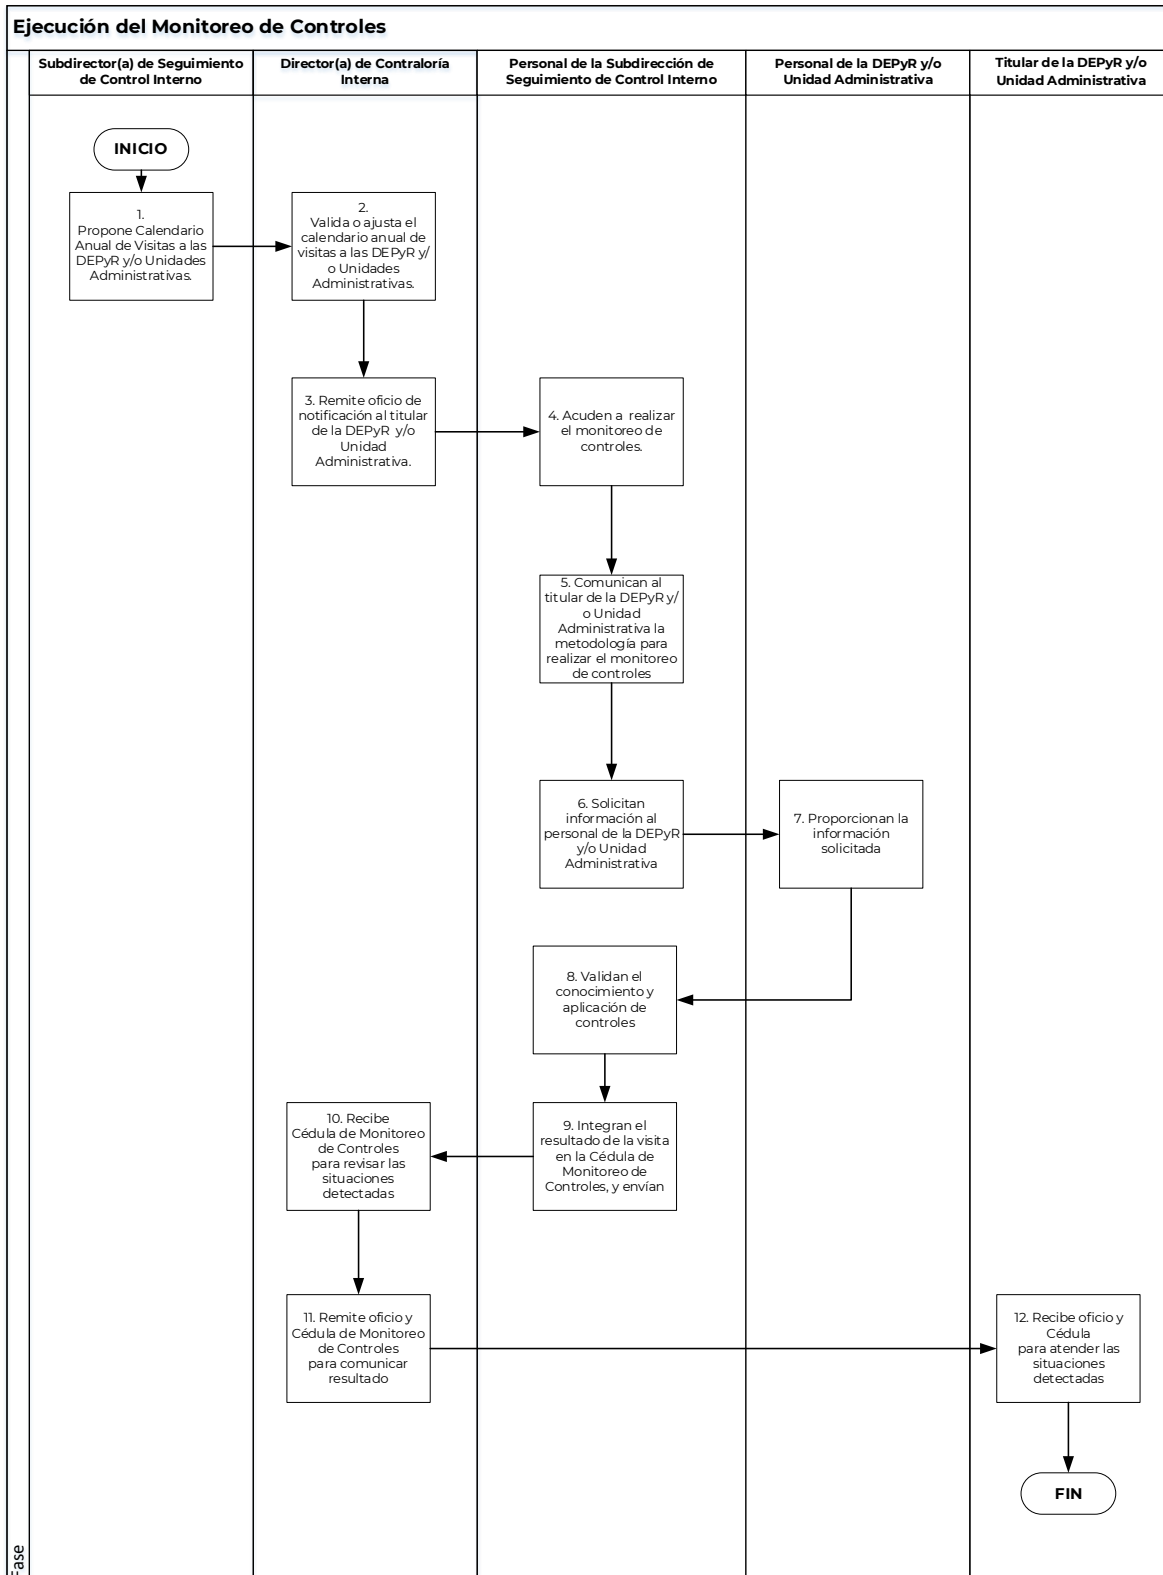 Ejecución del Monitoreo de Controles
Subdirector(a) de Seguimiento
de Control Interno
Director(a) de Contraloría
Interna
Personal de la Subdirección de
Seguimiento de Control Interno
Personal de la DEPyR y/o
Unidad Administrativa
Titular de la DEPyR y/o
Unidad Administrativa
INICIO
1.
Propone Calendario
Anual de Visitas a las
DEPyR y/o Unidades
Administrativas.
2.
Valida o ajusta el
calendario anual de
visitas a las DEPyR y/
o Unidades
Administrativas.
3. Remite oficio de
notificación al titular
de la DEPyR y/o
Unidad
Administrativa.
4. Acuden a realizar
el monitoreo de
controles.
5. Comunican al
titular de la DEPyR y/
o Unidad
Administrativa la
metodología para
realizar el monitoreo
de controles
6. Solicitan
información al
personal de la DEPyR
y/o Unidad
Administrativa
7. Proporcionan la
información
solicitada
8. Validan el
conocimiento y
aplicación de
controles
9. Integran el
resultado de la visita
en la Cédula de
Monitoreo de
Controles, y envían
10. Recibe
Cédula de Monitoreo
de Controles
para revisar las
situaciones
detectadas
11. Remite oficio y
Cédula de Monitoreo
de Controles
para comunicar
resultado
12. Recibe oficio y
Cédula
para atender las
situaciones
detectadas
FIN
Fase